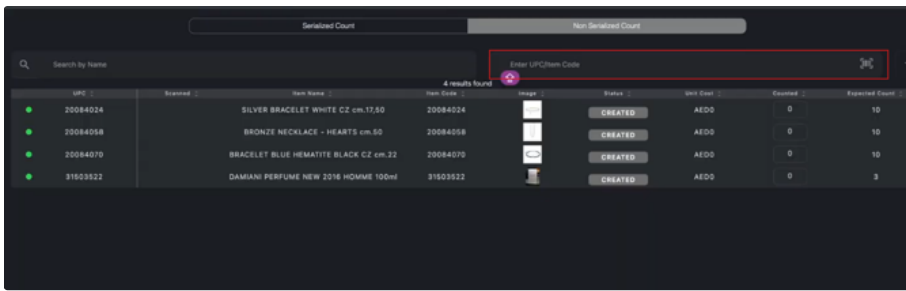 Serialized Count Non Serialized Count
Search by Name Enter UPC/Item Code
4 results found
UPC Scanned Item Name Item Code Image Status Unit Cost Counted Expected Count
20084024 SILVER BRACELET WHITE CZ cm.17,50 20084024 CREATED AED0 0 10
20084058 BRONZE NECKLACE - HEARTS cm.50 20084058 CREATED AED0 0 10
20084070 BRACELET BLUE HEMATITE BLACK CZ cm.22 20084070 CREATED AED0 0 10
31503522 DAMIANI PERFUME NEW 2016 HOMME 100ml 31503522 CREATED AED0 0 3